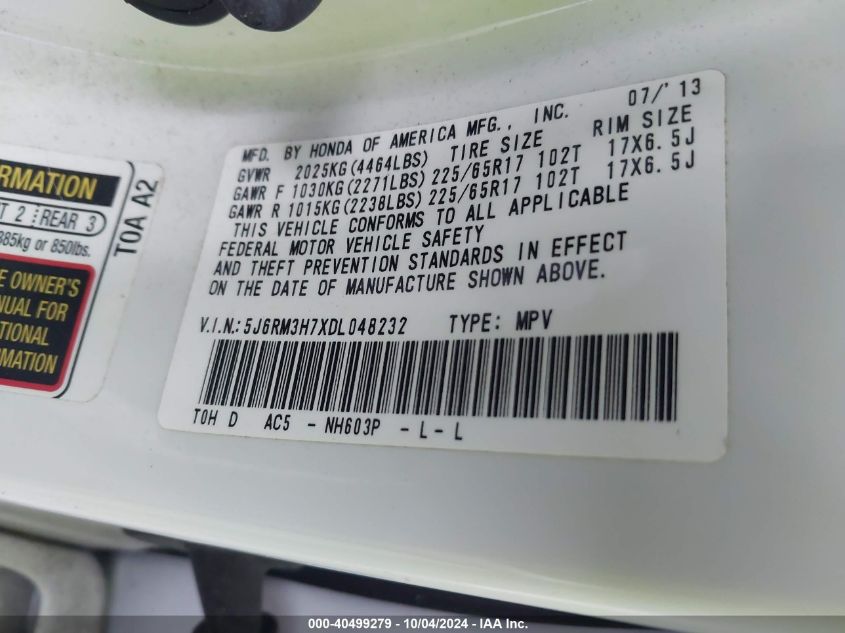 RMATION
T 2 REAR 3
385kg or 850lbs.
E OWNER'S
NUAL FOR
TIONAL
RMATION
T0A A2
MFD. BY HONDA OF AMERICA MFG., INC. 07/'13
GVWR 2025KG(4464LBS) TIRE SIZE RIM SIZE
GAWR F 1030KG(2271LBS) 225/65R17 102T 17X6.5J
GAWR R 1015KG(2238LBS) 225/65R17 102T 17X6.5J
THIS VEHICLE CONFORMS TO ALL APPLICABLE
FEDERAL MOTOR VEHICLE SAFETY
AND THEFT PREVENTION STANDARDS IN EFFECT
ON THE DATE OF MANUFACTURE SHOWN ABOVE.
V.I.N.: 5J6RM3H7XDL048232 TYPE: MPV
T0H D AC5 - NH603P - L - L
000-40499279 - 10/04/2024 - IAA Inc.